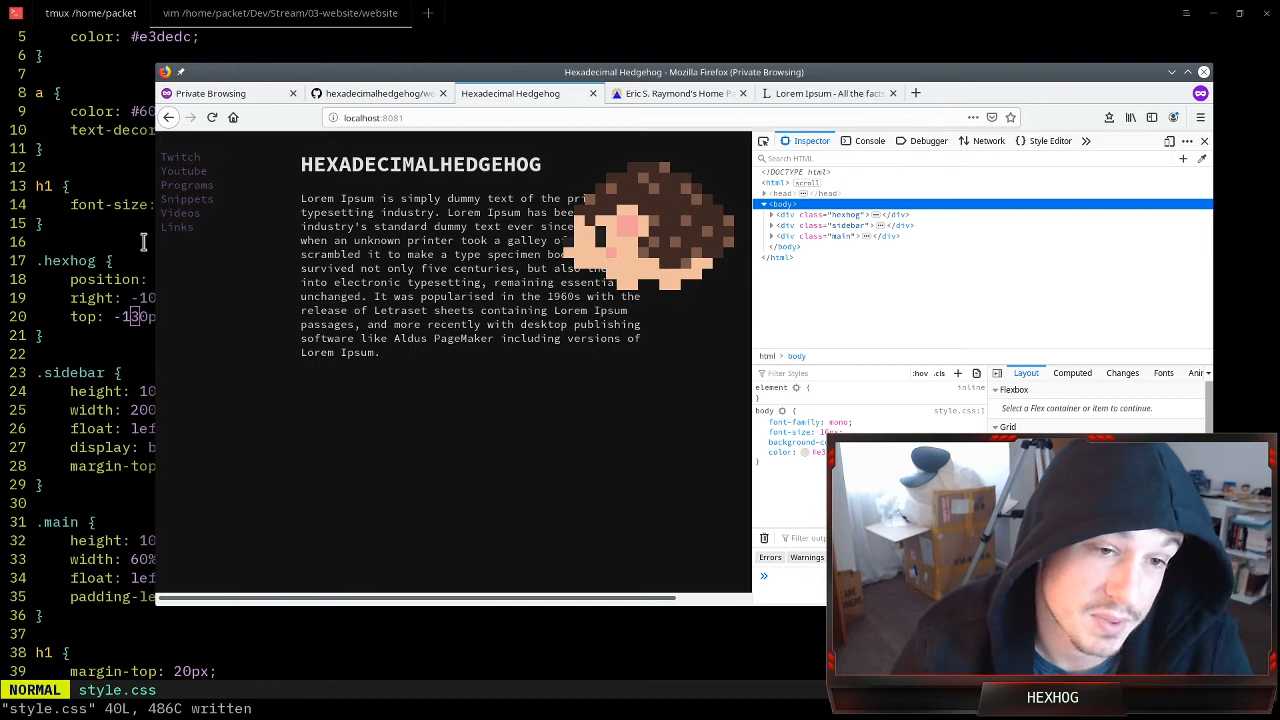 tmux /home/packet
vim /home/packet/Dev/Stream/03-website/website
5 color: #e3dedc;
6 }
7
8 a {
9 color: #60
10 text-decor
11 }
12
13 h1 {
14 font-size:
15 }
16
17 .hexhog {
18 position:
19 right: -10
20 top: -130p
21 }
22
23 .sidebar {
24 height: 10
25 width: 200
26 float: lef
27 display: b
28 margin-top
29 }
30
31 .main {
32 height: 10
33 width: 60%
34 float: lef
35 padding-le
36 }
37
38 h1 {
39 margin-top: 20px;
NORMAL style.css
"style.css" 40L, 486C written
Hexadecimal Hedgehog - Mozilla Firefox (Private Browsing)
Private Browsing
hexadecimalhedgehog/we
Hexadecimal Hedgehog
Eric S. Raymond's Home P
Lorem Ipsum - All the facts
localhost:8081
Twitch
Youtube
Programs
Snippets
Videos
Links
HEXADECIMALHEDGEHOG
Lorem Ipsum is simply dummy text of the pri
typesetting industry. Lorem Ipsum has bee
industry's standard dummy text ever since
when an unknown printer took a galley o
scrambled it to make a type specimen bo
survived not only five centuries, but also
into electronic typesetting, remaining essentia
unchanged. It was popularised in the 1960s with the
release of Letraset sheets containing Lorem Ipsum
passages, and more recently with desktop publishing
software like Aldus PageMaker including versions of
Lorem Ipsum.
Inspector
Console
Debugger
Network
Style Editor
Search HTML
<!DOCTYPE html>
<html> scroll
<head> </head>
<body>
<div class="hexhog"> </div>
<div class="sidebar"> </div>
<div class="main"> </div>
</body>
</html>
html body
Filter Styles
:hov .cls
element { inline
}
body { style.css:1
font-family: mono;
font-size: 16px;
background-co
color: #e3
}
Layout
Computed
Changes
Fonts
Anir
Flexbox
Select a Flex container or item to continue.
Grid
Filter outp
Errors
Warnings
HEXHOG